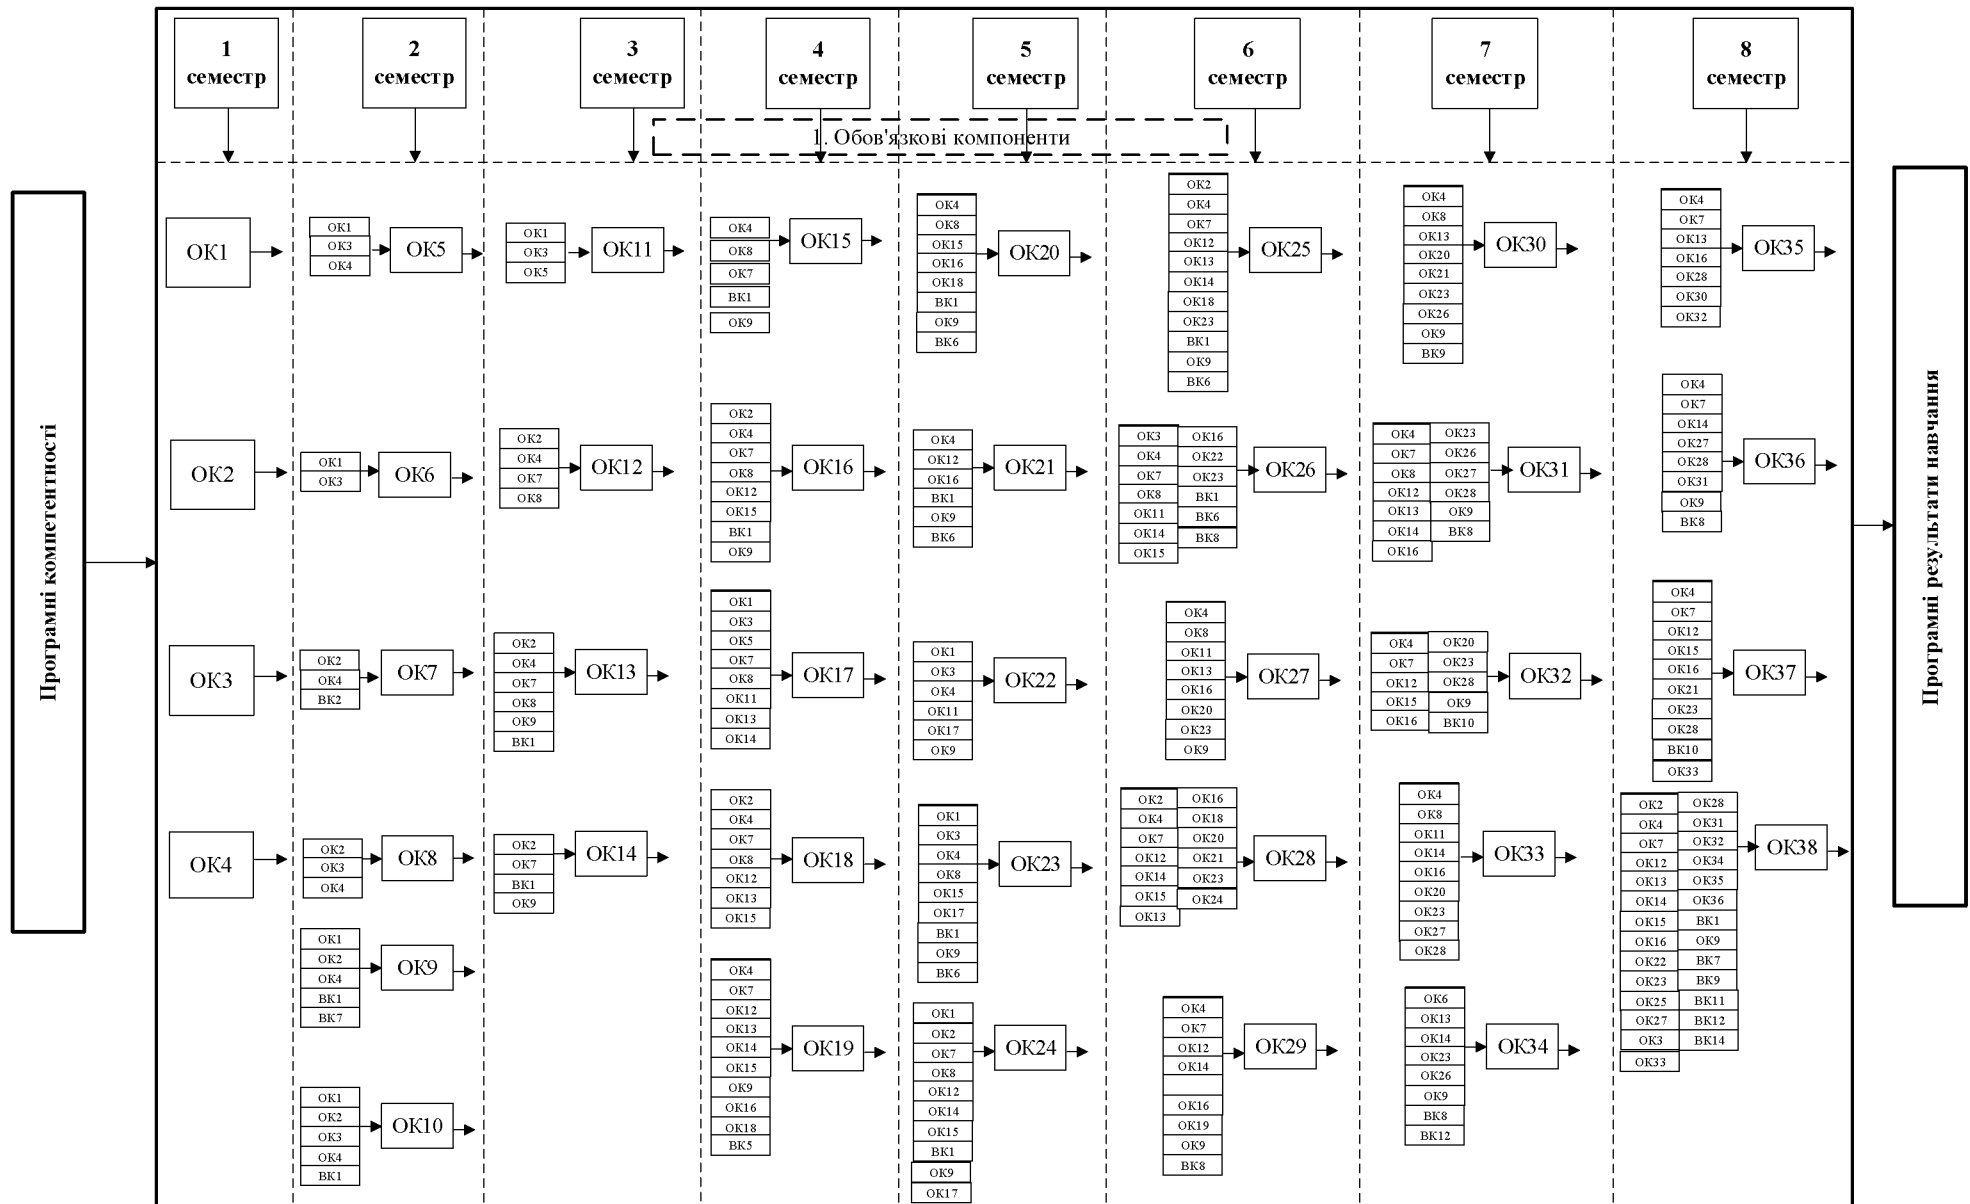 1
семестр
2
семестр
3
семестр
4
семестр
5
семестр
6
семестр
7
семестр
8
семестр
1. Обов'язкові компоненти
Програмні компетентності
ОК1
ОК2
ОК3
ОК4
ОК1
ОК3
ОК4
ОК5
ОК1
ОК3
ОК6
ОК2
ОК4
ВК2
ОК7
ОК2
ОК3
ОК4
ОК8
ОК1
ОК2
ОК4
ВК1
ВК7
ОК9
ОК1
ОК2
ОК3
ОК4
ВК1
ОК10
ОК1
ОК3
ОК5
ОК11
ОК2
ОК4
ОК7
ОК8
ОК12
ОК2
ОК4
ОК7
ОК8
ОК9
ВК1
ОК13
ОК2
ОК7
ВК1
ОК9
ОК14
ОК4
ОК8
ОК7
ВК1
ОК9
ОК15
ОК2
ОК4
ОК7
ОК8
ОК12
ОК15
ВК1
ОК9
ОК16
ОК1
ОК3
ОК5
ОК7
ОК8
ОК11
ОК13
ОК14
ОК17
ОК2
ОК4
ОК7
ОК8
ОК12
ОК13
ОК15
ОК18
ОК4
ОК7
ОК12
ОК13
ОК14
ОК15
ОК9
ОК16
ОК18
ВК5
ОК19
ОК4
ОК8
ОК15
ОК16
ОК18
ВК1
ОК9
ВК6
ОК20
ОК4
ОК12
ОК16
ВК1
ОК9
ВК6
ОК21
ОК1
ОК3
ОК4
ОК11
ОК17
ОК9
ОК22
ОК1
ОК3
ОК4
ОК8
ОК15
ОК17
ВК1
ОК9
ВК6
ОК23
ОК1
ОК2
ОК7
ОК8
ОК12
ОК14
ОК15
ВК1
ОК9
ОК17
ОК24
ОК2
ОК4
ОК7
ОК12
ОК13
ОК14
ОК18
ОК23
ВК1
ОК9
ВК6
ОК25
ОК3
ОК4
ОК7
ОК8
ОК11
ОК14
ОК15
ОК16
ОК22
ОК23
ВК1
ВК6
ВК8
ОК26
ОК4
ОК8
ОК11
ОК13
ОК16
ОК20
ОК23
ОК9
ОК27
ОК2
ОК4
ОК7
ОК12
ОК14
ОК15
ОК13
ОК16
ОК18
ОК20
ОК21
ОК23
ОК24
ОК28
ОК4
ОК7
ОК12
ОК14
ОК16
ОК19
ОК9
ВК8
ОК29
ОК4
ОК8
ОК13
ОК20
ОК21
ОК23
ОК26
ОК9
ВК9
ОК30
ОК4
ОК7
ОК8
ОК12
ОК13
ОК14
ОК16
ОК23
ОК26
ОК27
ОК28
ОК9
ВК8
ОК31
ОК4
ОК7
ОК12
ОК15
ОК16
ОК20
ОК23
ОК28
ОК9
ВК10
ОК32
ОК4
ОК8
ОК11
ОК14
ОК16
ОК20
ОК23
ОК27
ОК28
ОК33
ОК6
ОК13
ОК14
ОК23
ОК26
ОК9
ВК8
ВК12
ОК34
ОК4
ОК7
ОК13
ОК16
ОК28
ОК30
ОК32
ОК35
ОК4
ОК7
ОК14
ОК27
ОК28
ОК31
ОК9
ВК8
ОК36
ОК4
ОК7
ОК12
ОК15
ОК16
ОК21
ОК23
ОК28
ВК10
ОК33
ОК37
ОК2
ОК4
ОК7
ОК12
ОК13
ОК14
ОК15
ОК16
ОК22
ОК23
ОК25
ОК27
ОК3
ОК33
ОК28
ОК31
ОК32
ОК34
ОК35
ОК36
ВК1
ОК9
ВК7
ВК9
ВК11
ВК12
ВК14
ОК38
Програмні результати навчання